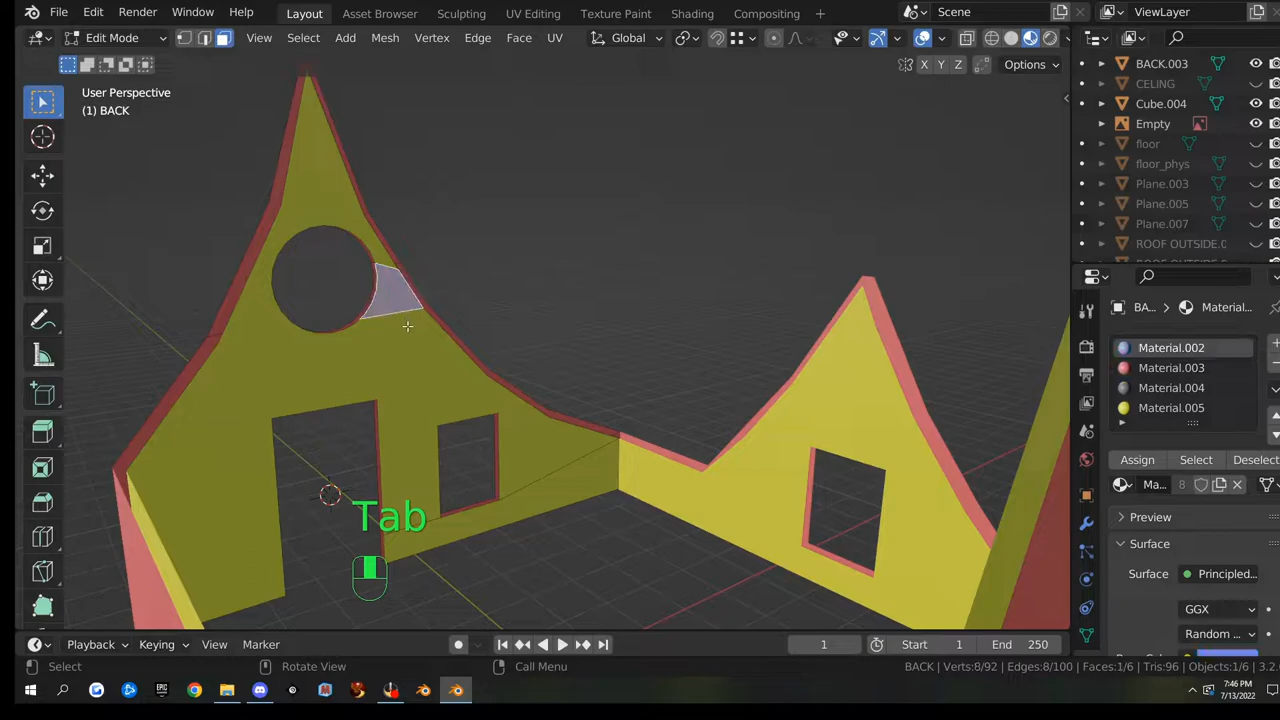 File Edit Render Window Help Layout Asset Browser Sculpting UV Editing Texture Paint Shading Compositing + Scene ViewLayer
Edit Mode View Select Add Mesh Vertex Edge Face UV Global
X Y Z Options
User Perspective
(1) BACK
BACK.003
CELING
Cube.004
Empty
floor
floor_phys
Plane.003
Plane.005
Plane.007
ROOF OUTSIDE.C
BA... Material...
Material.002
Material.003
Material.004
Material.005
Assign Select Deselect
Ma... 8
Preview
Surface
Surface Principled...
GGX
Random ...
Tab
Playback Keying View Marker 1 Start 1 End 250
Select Rotate View Call Menu BACK | Verts:8/92 | Edges:8/100 | Faces:1/6 | Tris:96 | Objects:1/6 | 3.2.
7:46 PM
7/13/2022